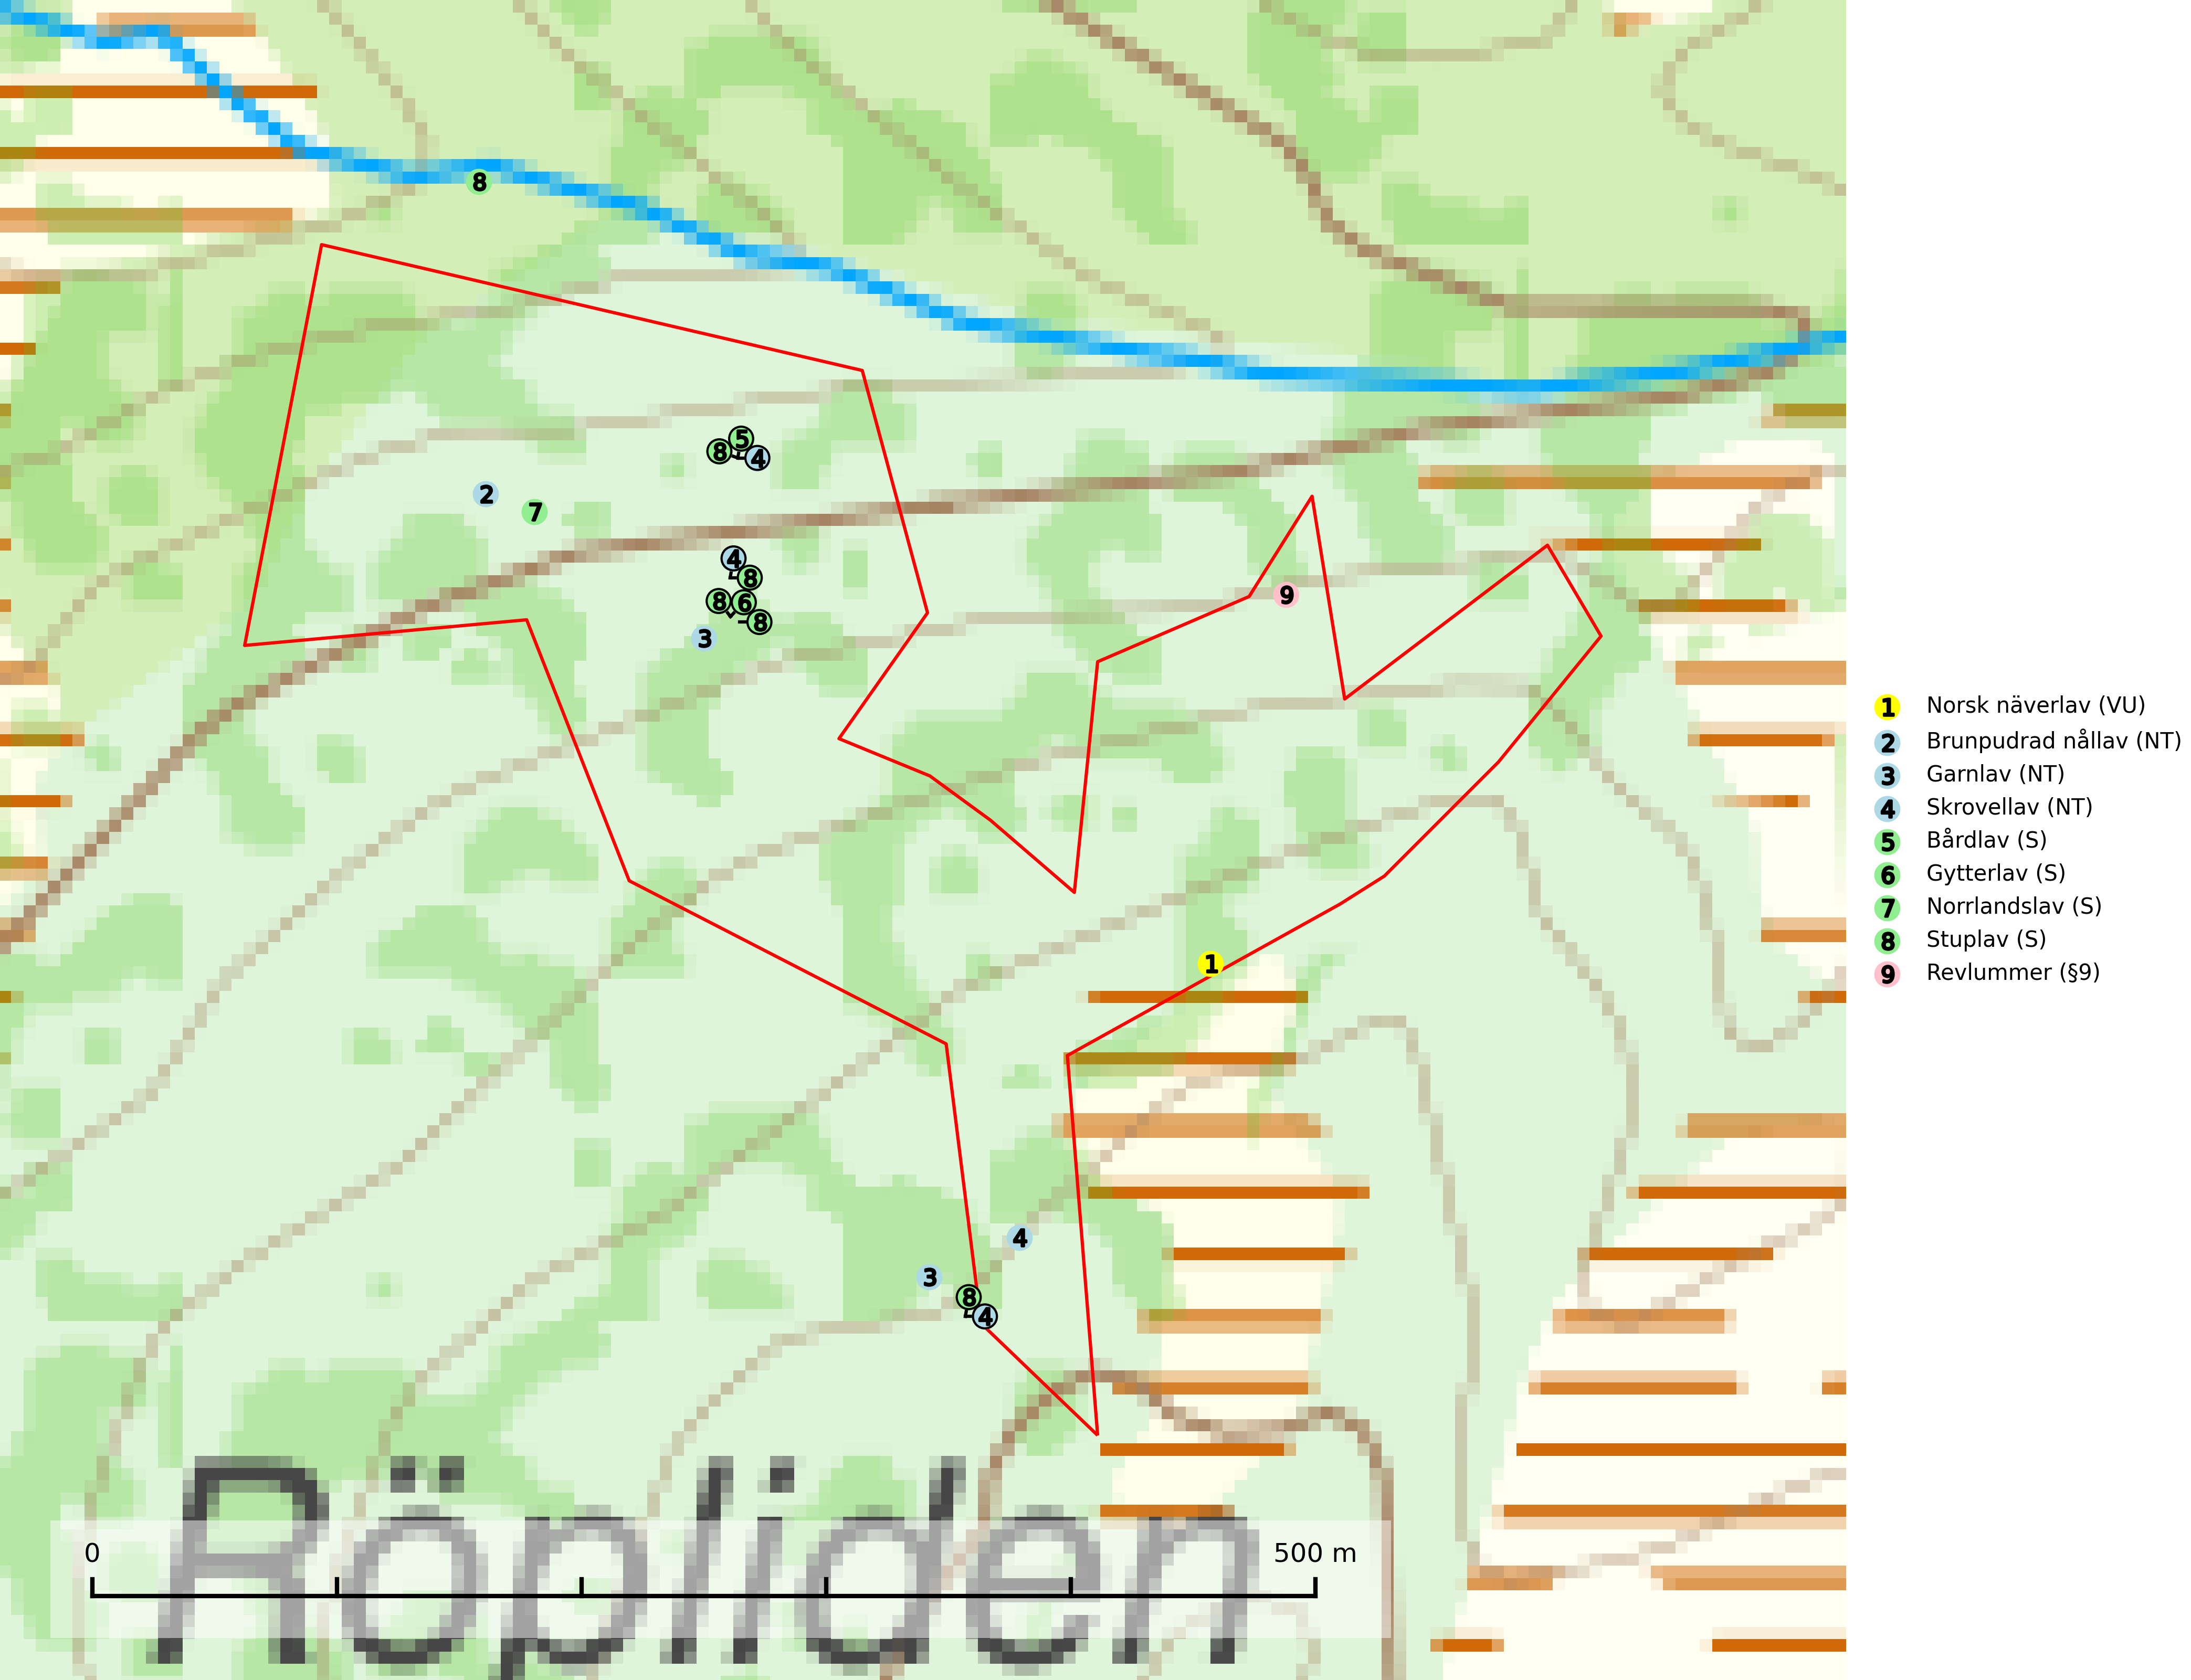 8
8 5 4
2
7
4
8
8 6
8
3
9
1
4
3
8
4
1 Norsk näverlav (VU)
2 Brunpudrad nållav (NT)
3 Garnlav (NT)
4 Skrovellav (NT)
5 Bårdlav (S)
6 Gytterlav (S)
7 Norrlandslav (S)
8 Stuplav (S)
9 Revlummer (§9)
Röpliden
0 500 m